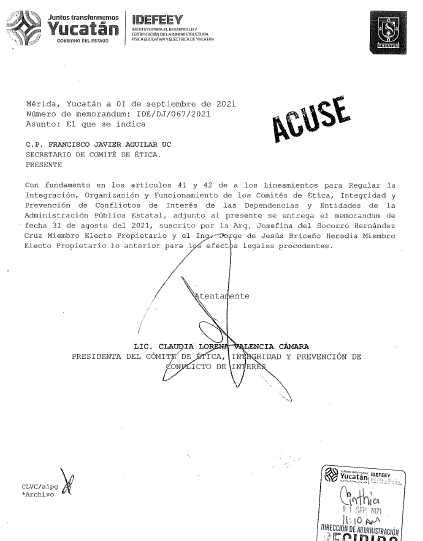 Juntos transformemos
Yucatán
GOBIERNO DEL ESTADO
IDEFEEY
INSTITUTO PARA EL DESARROLLO Y
CERTIFICACIÓN DE LA INFRAESTRUCTURA
FÍSICA EDUCATIVA Y ELÉCTRICA DE YUCATÁN
Mérida, Yucatán a 01 de septiembre de 2021
Número de memorandum: IDE/DJ/067/2021
Asunto: El que se indica
ACUSE
C.P. FRANCISCO JAVIER AGUILAR UC
SECRETARIO DE COMITÉ DE ÉTICA.
PRESENTE
Con fundamento en los artículos 41 y 42 de a los Lineamientos para Regular la
Integración, Organización y Funcionamiento de los Comités de Ética, Integridad y
Prevención de Conflictos de Interés de las Dependencias y Entidades de la
Administración Pública Estatal, adjunto al presente se entrega el memorandum de
fecha 31 de agosto del 2021, suscrito por la Arq. Josefina del Socorro Hernández
Cruz Miembro Electo Propietario y el Ing. Jorge de Jesús Briceño Heredia Miembro
Electo Propietario lo anterior para los efectos legales procedentes.
Atentamente
LIC. CLAUDIA LORENA VALENCIA CÁMARA
PRESIDENTA DEL CÓMITE DE ÉTICA, INTEGRIDAD Y PREVENCIÓN DE
CONFLICTO DE INTERÉS
CLVC/aipg
*Archivo
Yucatán IDEFEEY
Cinthia
01 SEP. 2021
11:10 AM
DIRECCIÓN DE ADMINISTRACIÓN
RECIBIDO